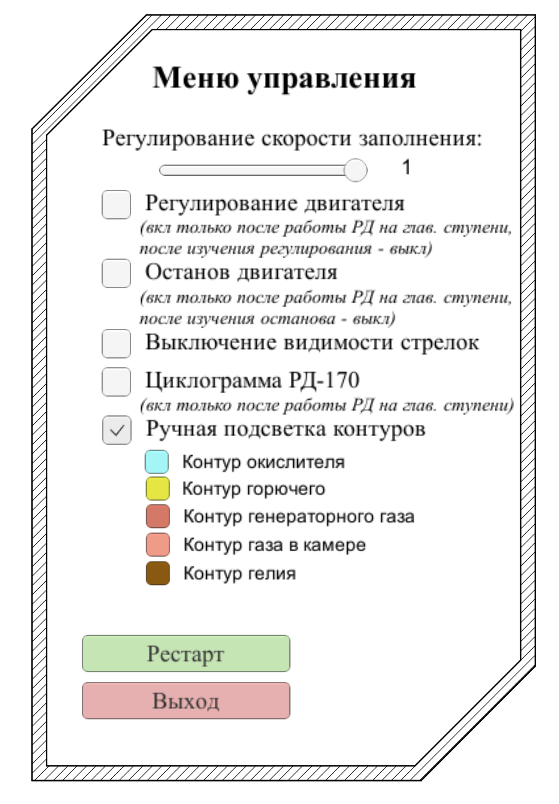 Меню управления
Регулирование скорости заполнения:
1
Регулирование двигателя
(вкл только после работы РД на глав. ступени,
после изучения регулирования - выкл)
Останов двигателя
(вкл только после работы РД на глав. ступени,
после изучения останова - выкл)
Выключение видимости стрелок
Циклограмма РД-170
(вкл только после работы РД на глав. ступени)
Ручная подсветка контуров
Контур окислителя
Контур горючего
Контур генераторного газа
Контур газа в камере
Контур гелия
Рестарт
Выход